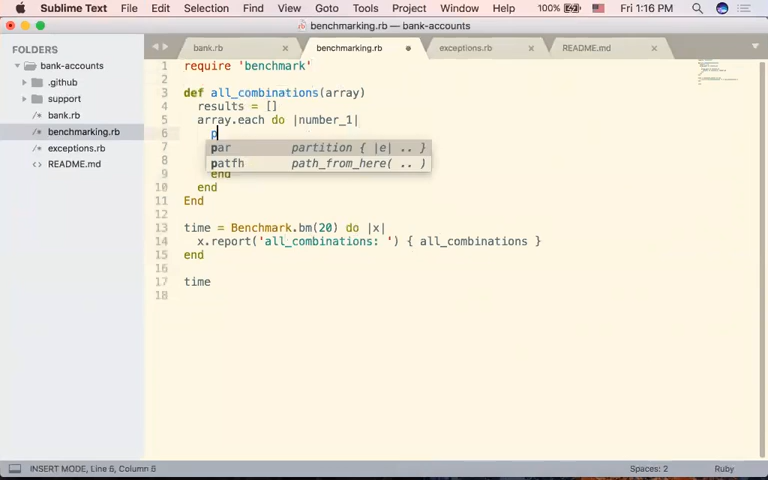 Sublime Text File Edit Selection Find View Goto Tools Project Window Help 100% Fri 1:16 PM
benchmarking.rb — bank-accounts
FOLDERS
bank-accounts
.github
support
bank.rb
benchmarking.rb
exceptions.rb
README.md
bank.rb × benchmarking.rb exceptions.rb × README.md ×
1 require 'benchmark'
2
3 def all_combinations(array)
4 results = []
5 array.each do |number_1|
6 p
7 par partition { |e| .. }
8 patfh path_from_here( .. )
9 end
10 end
11 End
12
13 time = Benchmark.bm(20) do |x|
14 x.report('all_combinations: ') { all_combinations }
15 end
16
17 time
18
INSERT MODE, Line 6, Column 6 Spaces: 2 Ruby